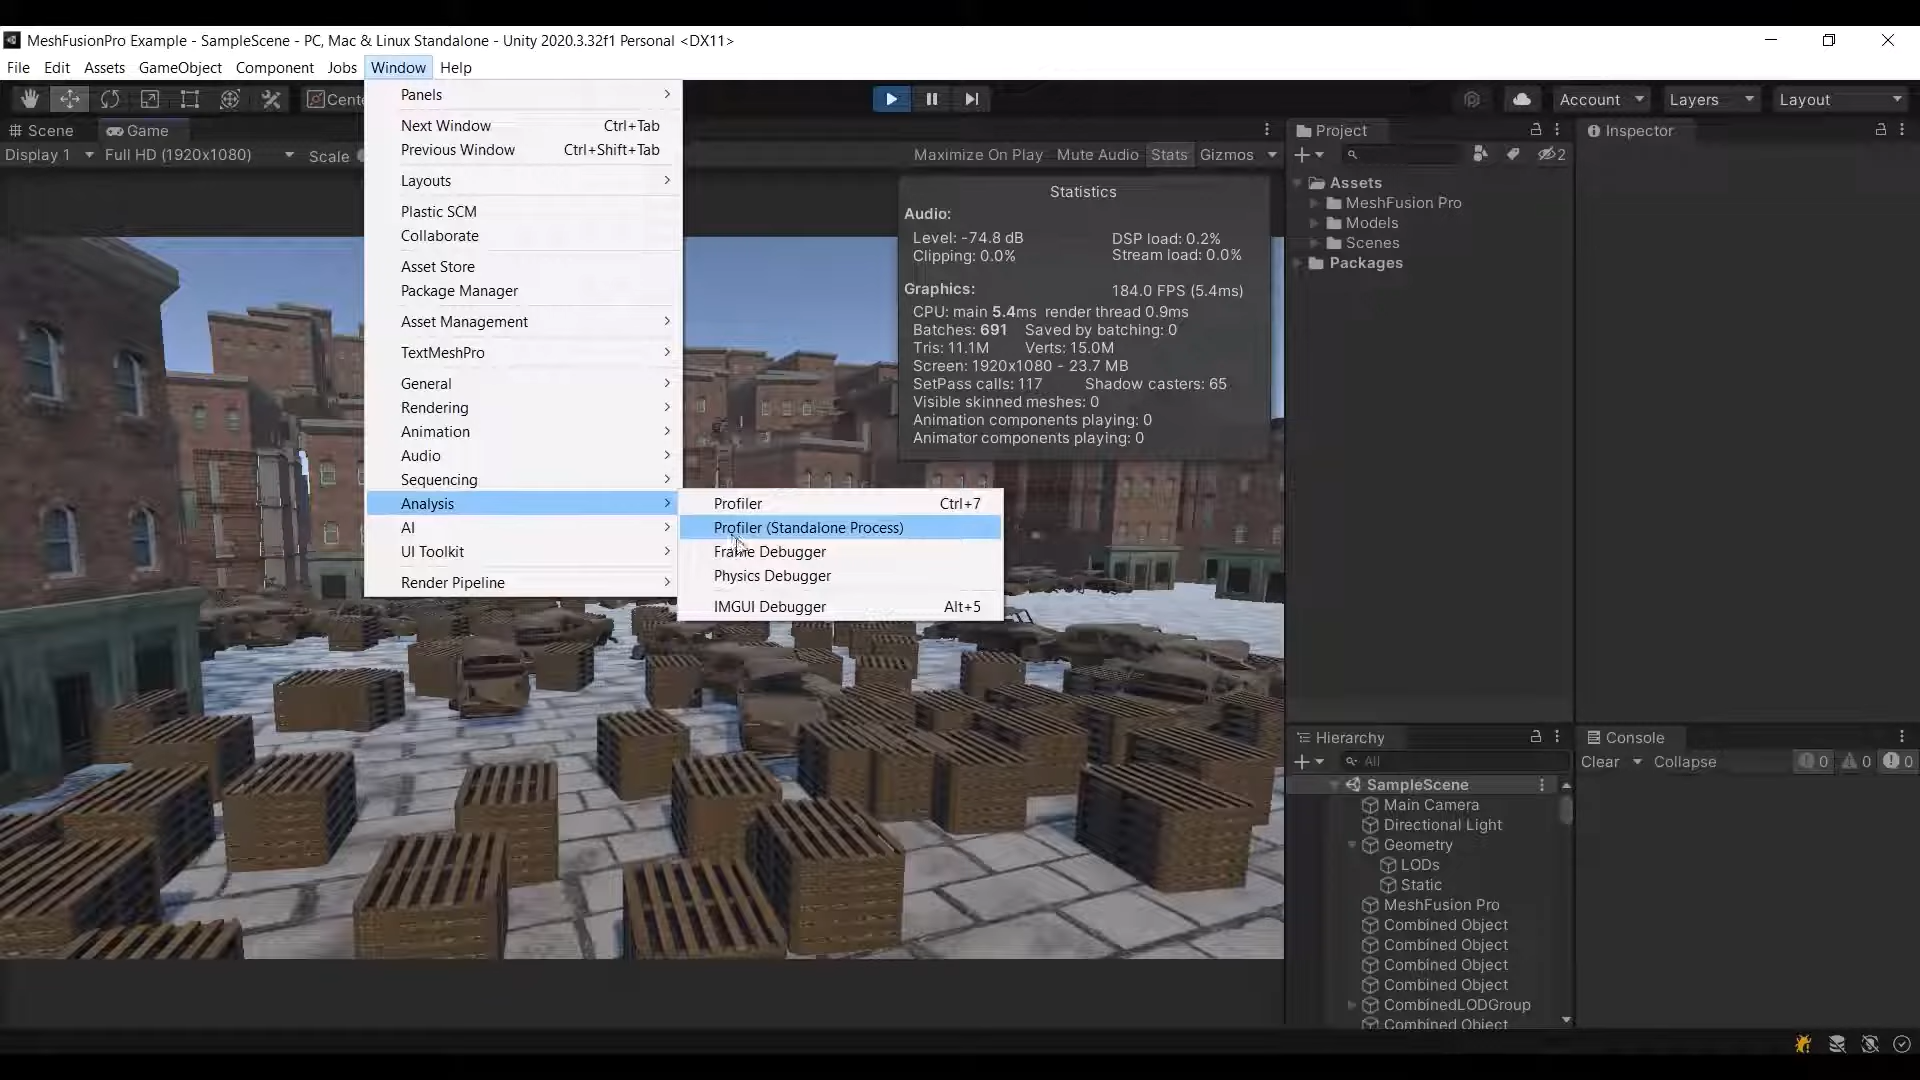 MeshFusionPro Example - SampleScene - PC, Mac & Linux Standalone - Unity 2020.3.32f1 Personal <DX11>
File Edit Assets GameObject Component Jobs Window Help
Cente
Account Layers Layout
Scene Game
Display 1 Full HD (1920x1080) Scale
Maximize On Play Mute Audio Stats Gizmos
Panels
Next Window Ctrl+Tab
Previous Window Ctrl+Shift+Tab
Layouts
Plastic SCM
Collaborate
Asset Store
Package Manager
Asset Management
TextMeshPro
General
Rendering
Animation
Audio
Sequencing
Analysis
AI
UI Toolkit
Render Pipeline
Profiler Ctrl+7
Profiler (Standalone Process)
Frame Debugger
Physics Debugger
IMGUI Debugger Alt+5
Statistics
Audio:
Level: -74.8 dB DSP load: 0.2%
Clipping: 0.0% Stream load: 0.0%
Graphics: 184.0 FPS (5.4ms)
CPU: main 5.4ms render thread 0.9ms
Batches: 691 Saved by batching: 0
Tris: 11.1M Verts: 15.0M
Screen: 1920x1080 - 23.7 MB
SetPass calls: 117 Shadow casters: 65
Visible skinned meshes: 0
Animation components playing: 0
Animator components playing: 0
Project
2
Assets
MeshFusion Pro
Models
Scenes
Packages
Inspector
Hierarchy
All
SampleScene
Main Camera
Directional Light
Geometry
LODs
Static
MeshFusion Pro
Combined Object
Combined Object
Combined Object
Combined Object
CombinedLODGroup
Combined Object
Console
Clear Collapse 0 0 0